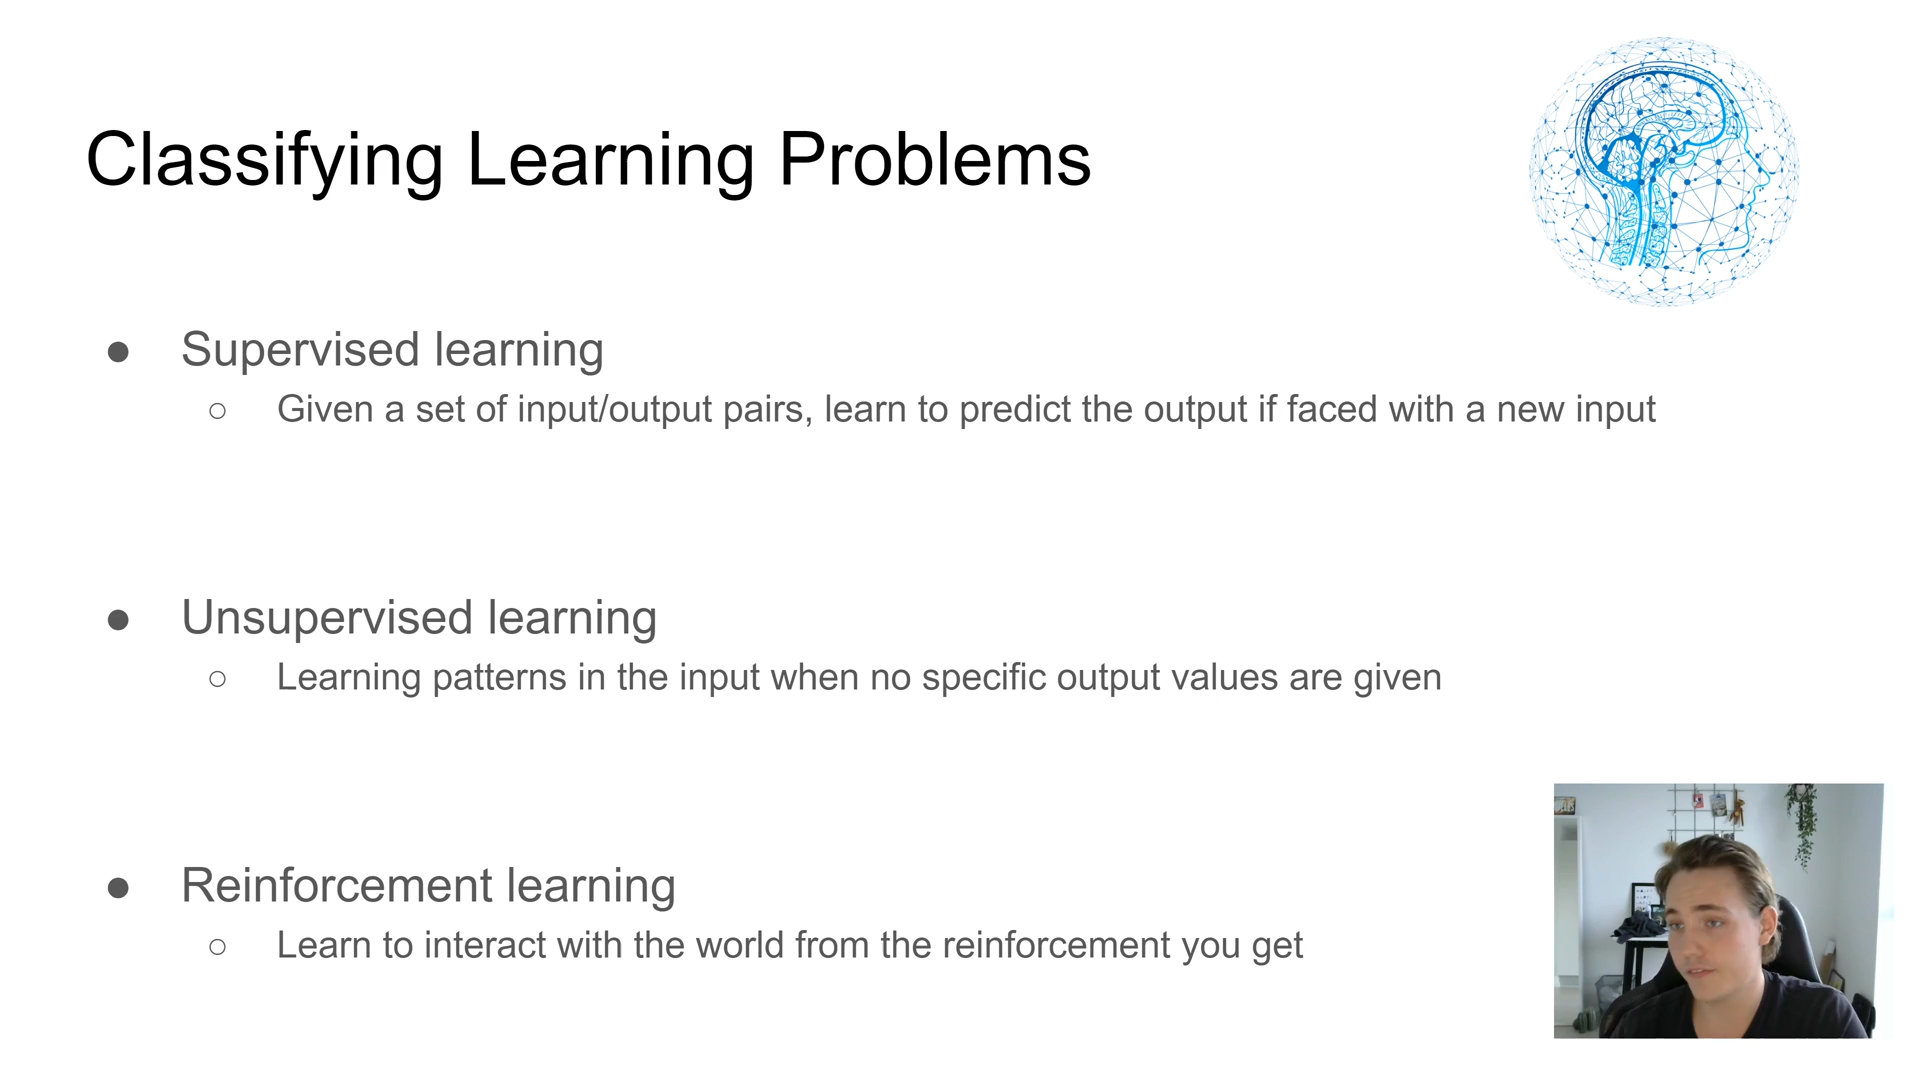 Classifying Learning Problems
● Supervised learning
○ Given a set of input/output pairs, learn to predict the output if faced with a new input
● Unsupervised learning
○ Learning patterns in the input when no specific output values are given
● Reinforcement learning
○ Learn to interact with the world from the reinforcement you get